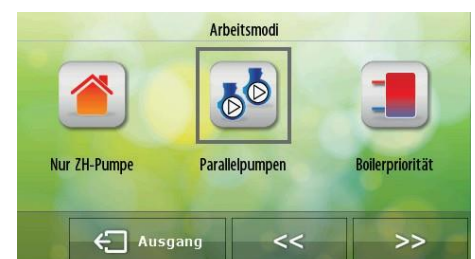 Arbeitsmodi
Nur ZH-Pumpe Parallelpumpen Boilerpriorität
Ausgang << >>